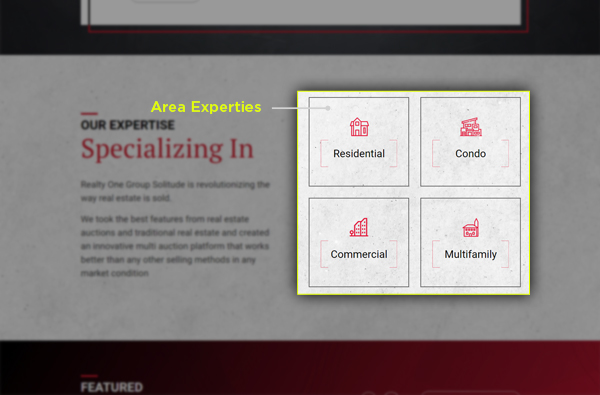 Area Experties
OUR EXPERTISE
Specializing In
Realty One Group Solitude is revolutionizing the
way real estate is sold.
We took the best features from real estate
auctions and traditional real estate and created
an innovative multi auction platform that works
better than any other selling methods in any
market condition
Residential
Condo
Commercial
Multifamily
FEATURED